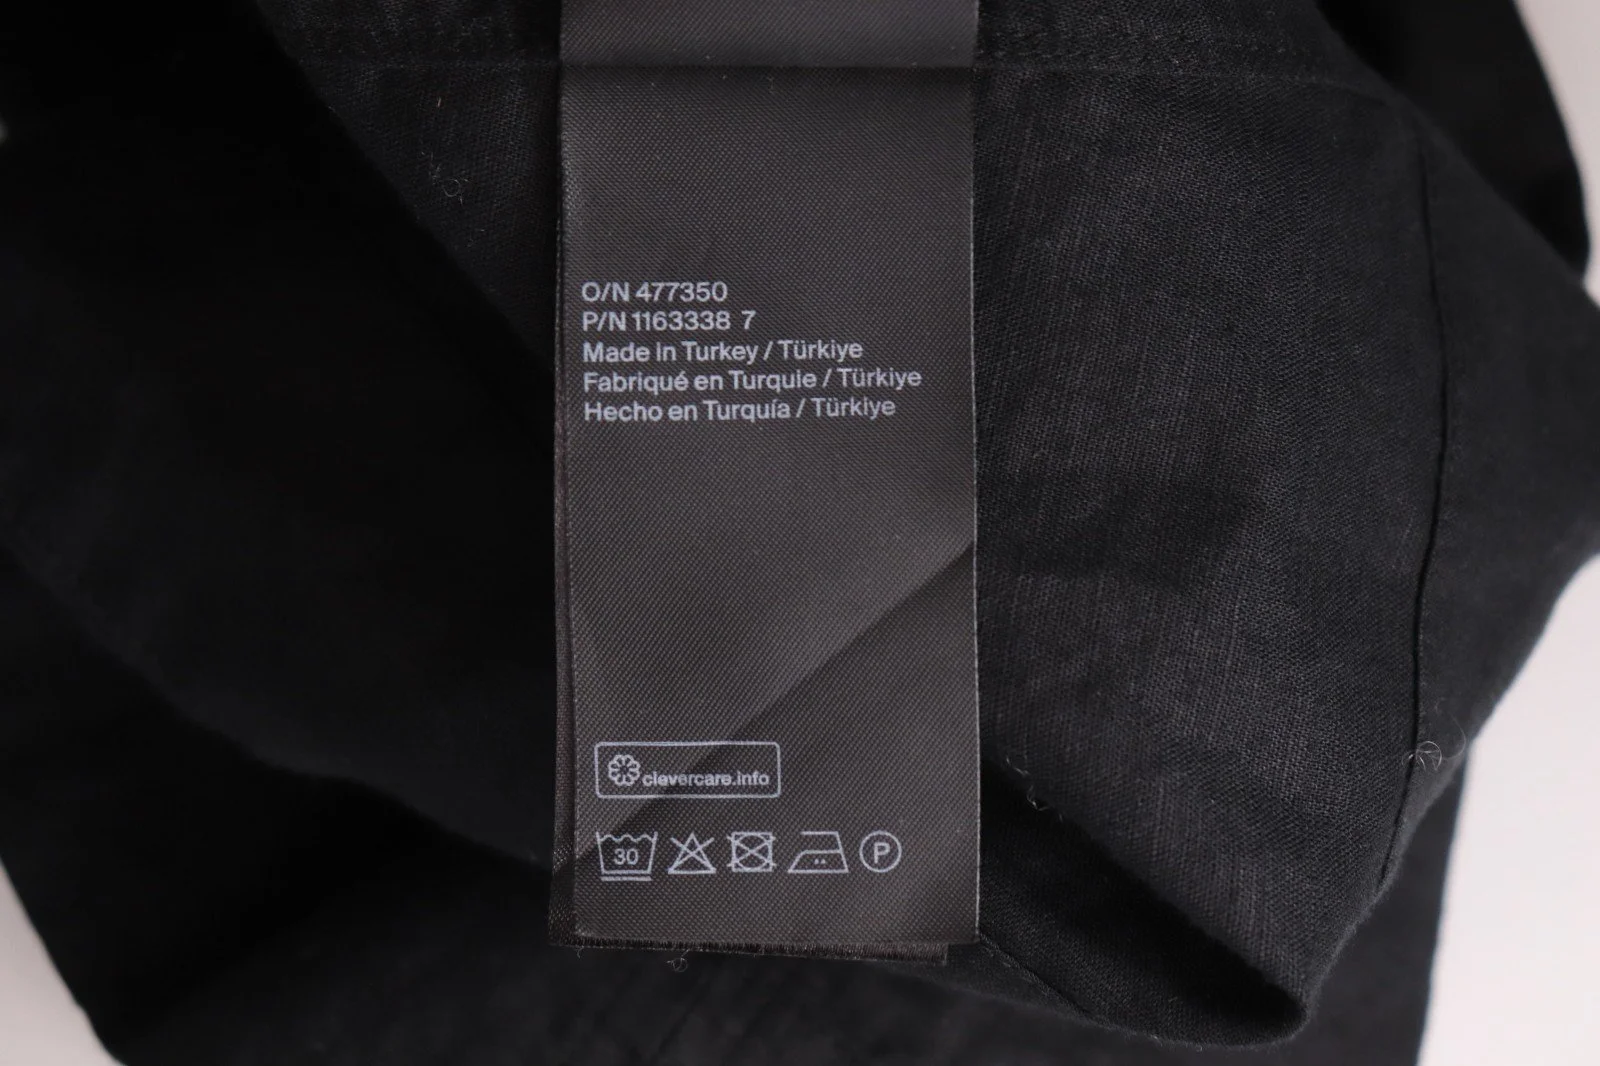 O/N 477350
P/N 1163338 7
Made in Turkey / Türkiye
Fabriqué en Turquie / Türkiye
Hecho en Turquía / Türkiye
clevercare.info
30 P